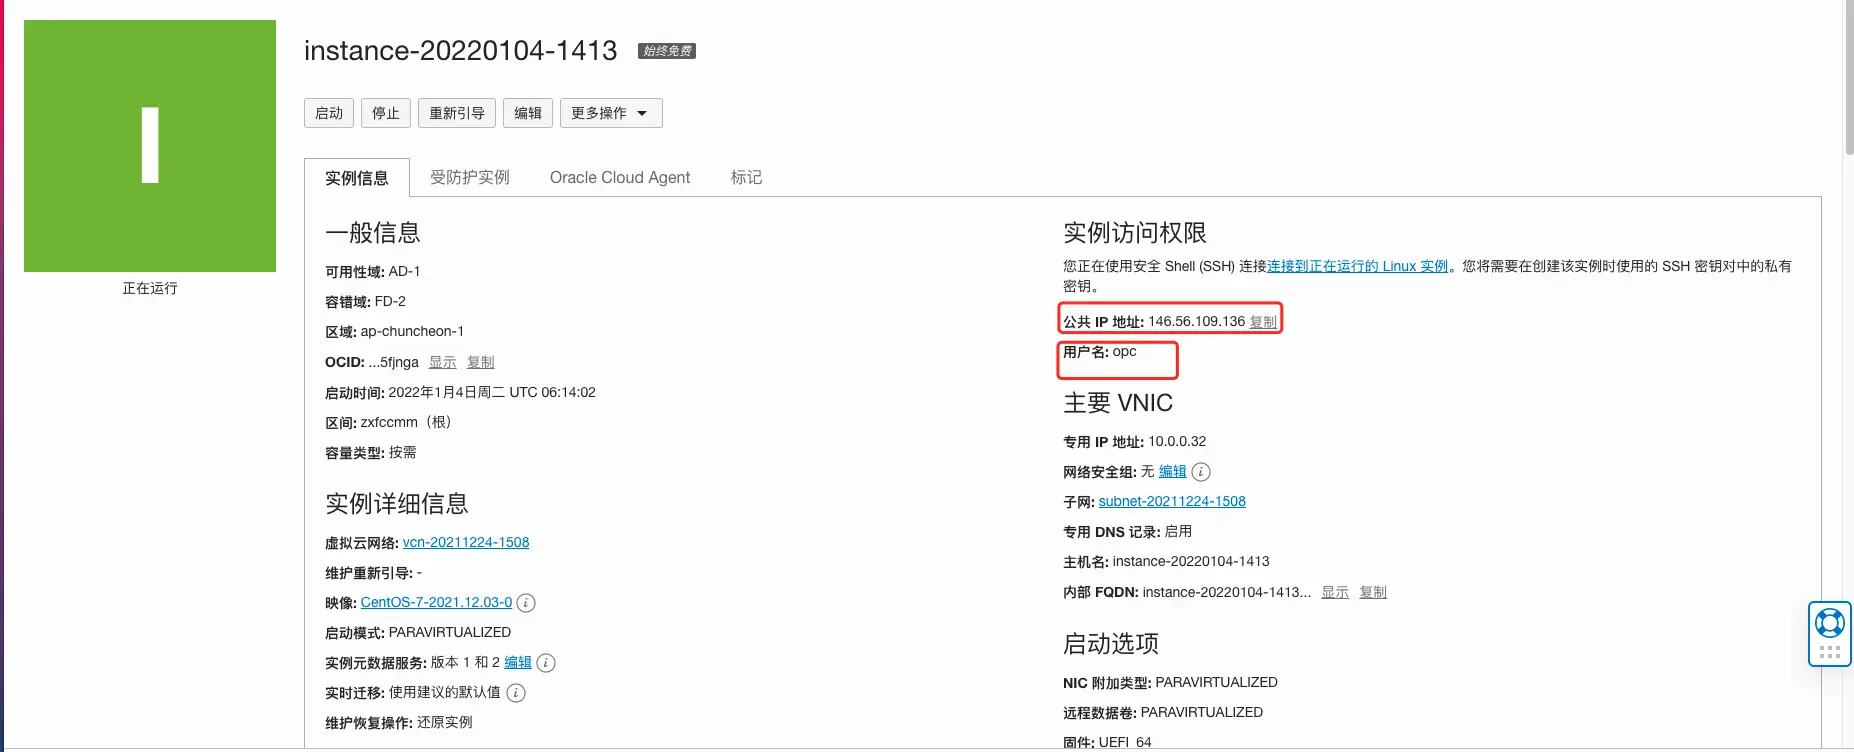 instance-20220104-1413 始终免费
启动 停止 重新引导 编辑 更多操作
实例信息 受防护实例 Oracle Cloud Agent 标记
正在运行
一般信息
可用性域: AD-1
容错域: FD-2
区域: ap-chuncheon-1
OCID: ...5fjnga 显示 复制
启动时间: 2022年1月4日周二 UTC 06:14:02
区间: zxfccmm（根）
容量类型: 按需
实例详细信息
虚拟云网络: vcn-20211224-1508
维护重新引导: -
映像: CentOS-7-2021.12.03-0
启动模式: PARAVIRTUALIZED
实例元数据服务: 版本 1 和 2 编辑
实时迁移: 使用建议的默认值
维护恢复操作: 还原实例
实例访问权限
您正在使用安全 Shell (SSH) 连接连接到正在运行的 Linux 实例。您将需要在创建该实例时使用的 SSH 密钥对中的私有
密钥。
公共 IP 地址: 146.56.109.136 复制
用户名: opc
主要 VNIC
专用 IP 地址: 10.0.0.32
网络安全组: 无 编辑
子网: subnet-20211224-1508
专用 DNS 记录: 启用
主机名: instance-20220104-1413
内部 FQDN: instance-20220104-1413... 显示 复制
启动选项
NIC 附加类型: PARAVIRTUALIZED
远程数据卷: PARAVIRTUALIZED
固件: UEFI_64